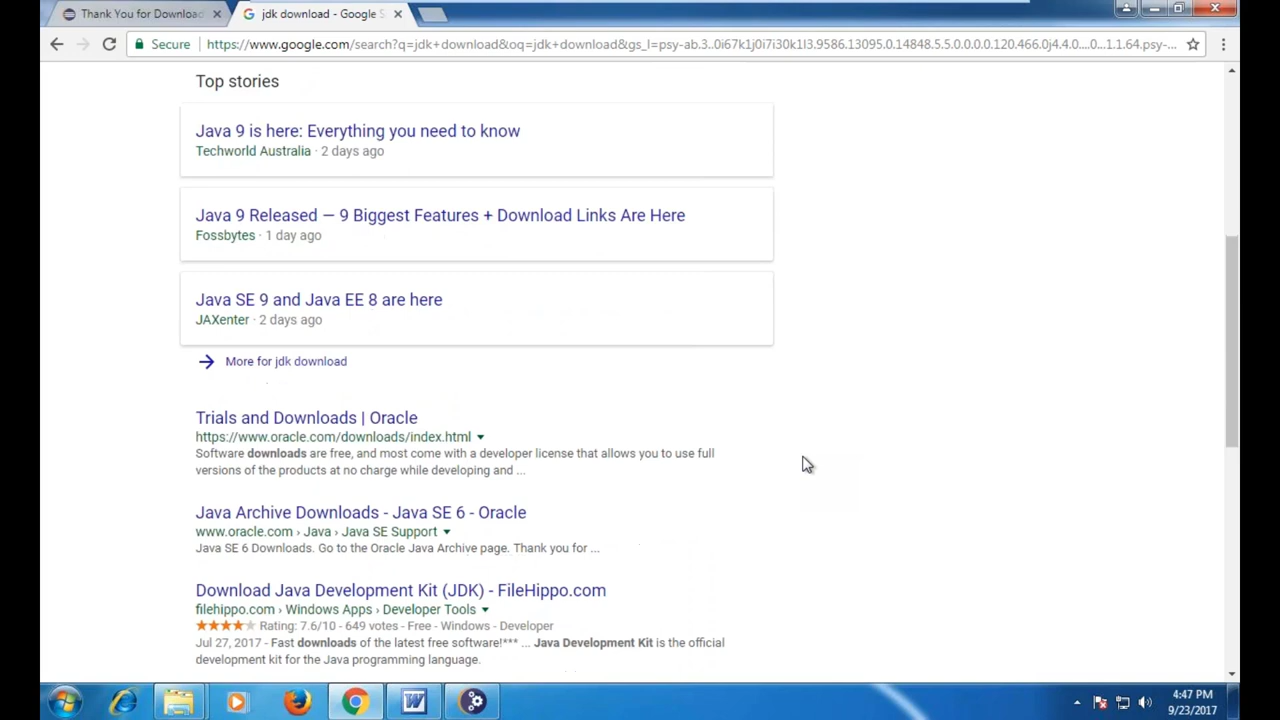 Thank You for Download
jdk download - Google S
Secure
https://www.google.com/search?q=jdk+download&oq=jdk+download&gs_l=psy-ab.3..0i67k1j0i7i30k1l3.9586.13095.0.14848.5.5.0.0.0.0.120.466.0j4.4.0....0...1.1.64.psy-...
Top stories
Java 9 is here: Everything you need to know
Techworld Australia · 2 days ago
Java 9 Released — 9 Biggest Features + Download Links Are Here
Fossbytes · 1 day ago
Java SE 9 and Java EE 8 are here
JAXenter · 2 days ago
More for jdk download
Trials and Downloads | Oracle
https://www.oracle.com/downloads/index.html
Software downloads are free, and most come with a developer license that allows you to use full
versions of the products at no charge while developing and ...
Java Archive Downloads - Java SE 6 - Oracle
www.oracle.com › Java › Java SE Support
Java SE 6 Downloads. Go to the Oracle Java Archive page. Thank you for ...
Download Java Development Kit (JDK) - FileHippo.com
filehippo.com › Windows Apps › Developer Tools
Rating: 7.6/10 - 649 votes - Free - Windows - Developer
Jul 27, 2017 - Fast downloads of the latest free software!*** ... Java Development Kit is the official
development kit for the Java programming language.
4:47 PM
9/23/2017